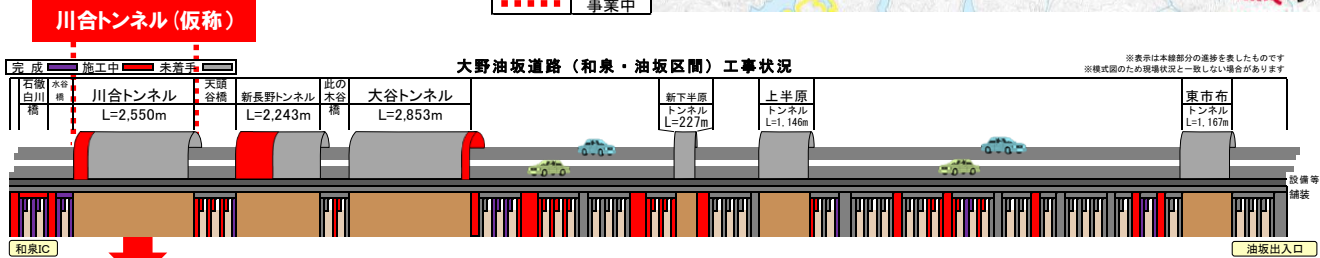 事業中
川合トンネル(仮称)
完 成 施工中 未着手
大野油坂道路（和泉・油坂区間）工事状況
※表示は本線部分の進捗を表したものです
※模式図のため現場状況と一致しない場合があります
石徹白川橋
水谷橋
川合トンネル
L=2,550m
天頭谷橋
新長野トンネル
L=2,243m
此の木谷橋
大谷トンネル
L=2,853m
新下半原
トンネル
L=227m
上半原
トンネル
L=1,146m
東市布
トンネル
L=1,167m
設備等
舗装
和泉IC
油坂出入口